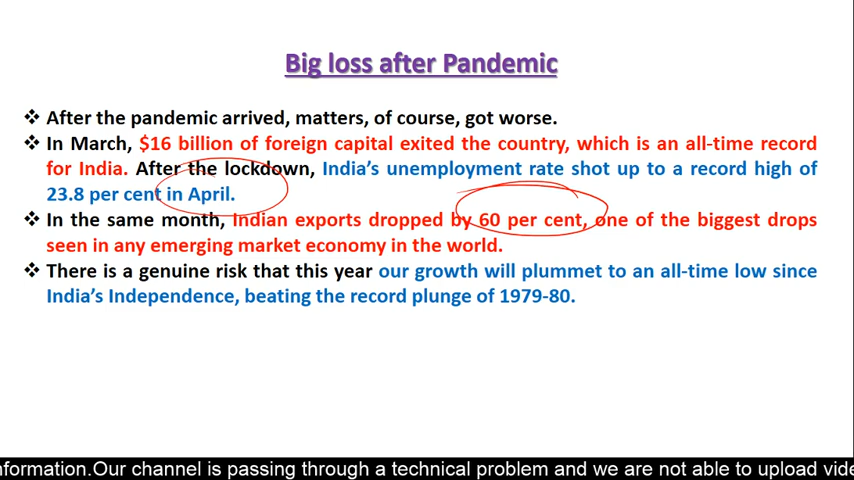 Big loss after Pandemic
❖ After the pandemic arrived, matters, of course, got worse.
❖ In March, $16 billion of foreign capital exited the country, which is an all-time record
for India. After the lockdown, India's unemployment rate shot up to a record high of
23.8 per cent in April.
❖ In the same month, Indian exports dropped by 60 per cent, one of the biggest drops
seen in any emerging market economy in the world.
❖ There is a genuine risk that this year our growth will plummet to an all-time low since
India's Independence, beating the record plunge of 1979-80.
nformation.Our channel is passing through a technical problem and we are not able to upload vide